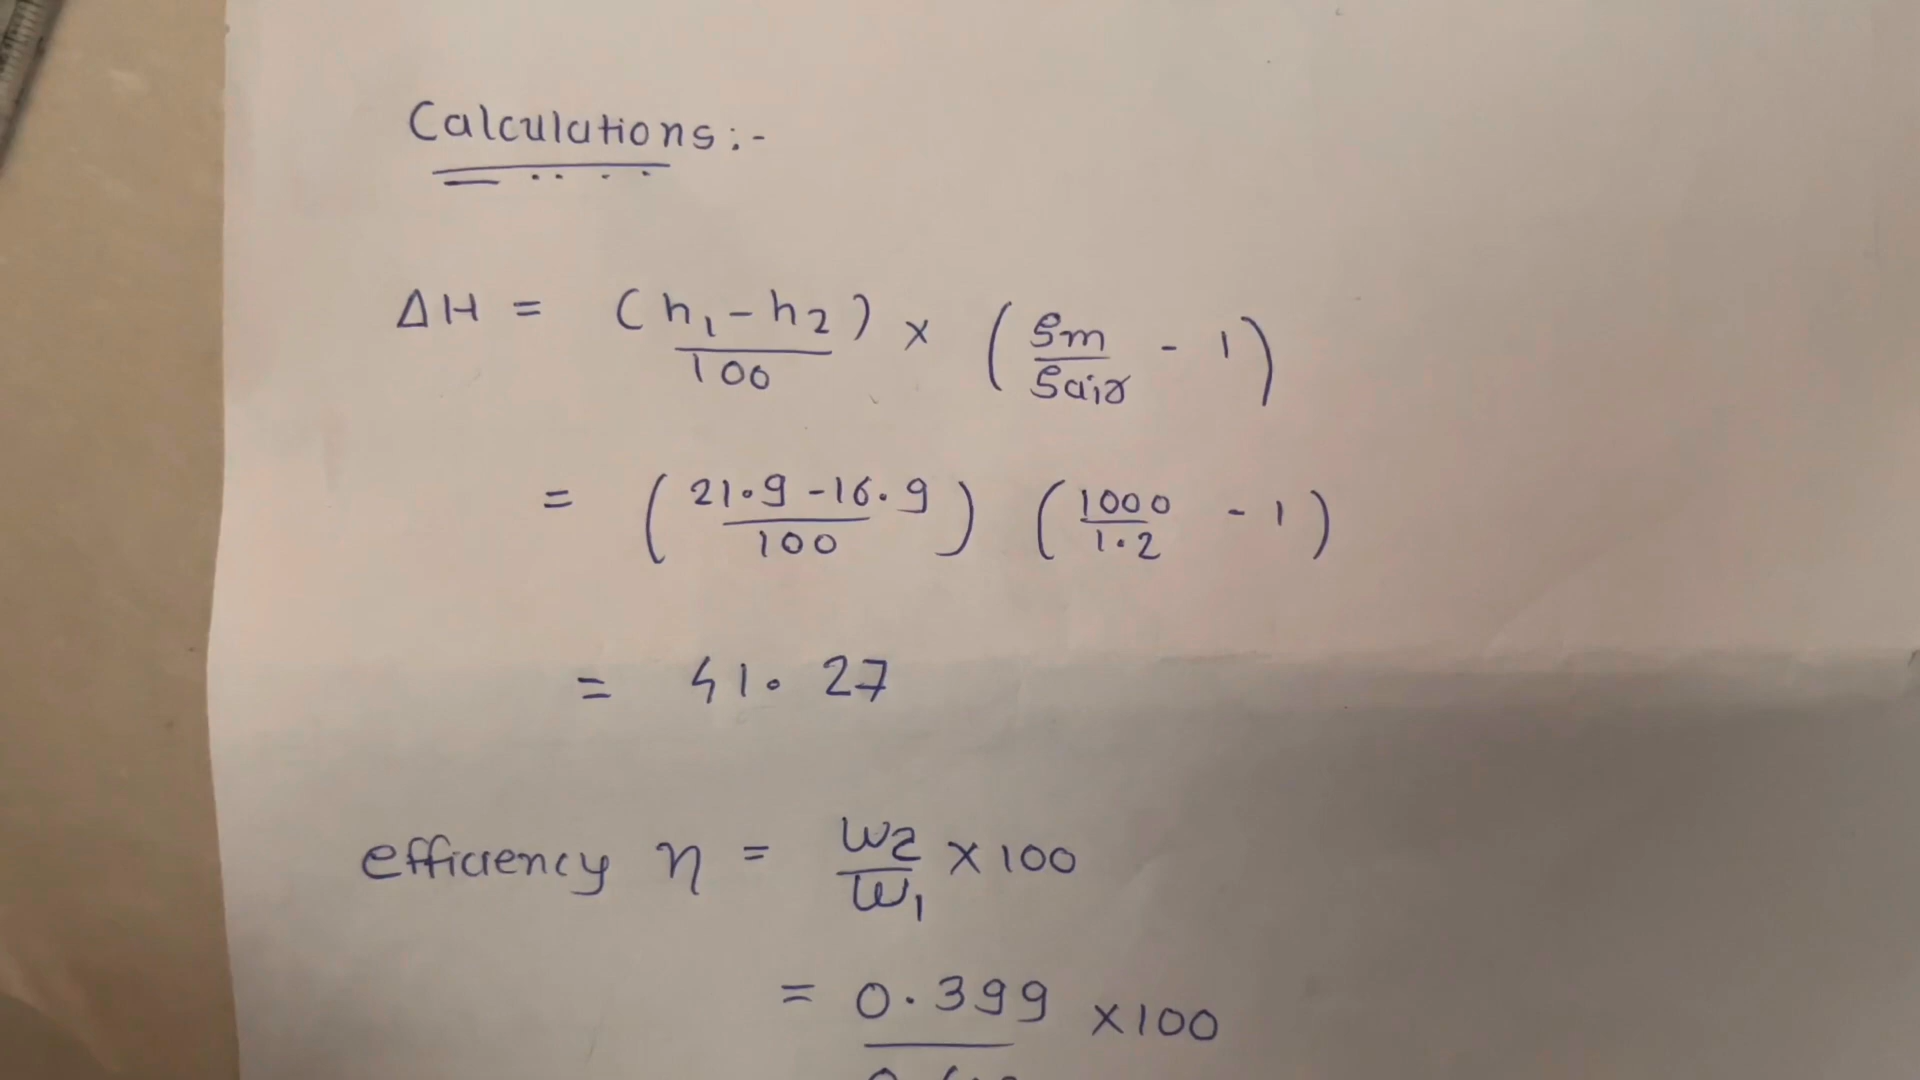 Calculations:-
ΔH = (h₁-h₂)/100 × (ρm/ρair - 1)
= (21.9-16.9/100) (1000/1.2 - 1)
= 41.27
efficiency η = W₂/W₁ × 100
= 0.399 ×100